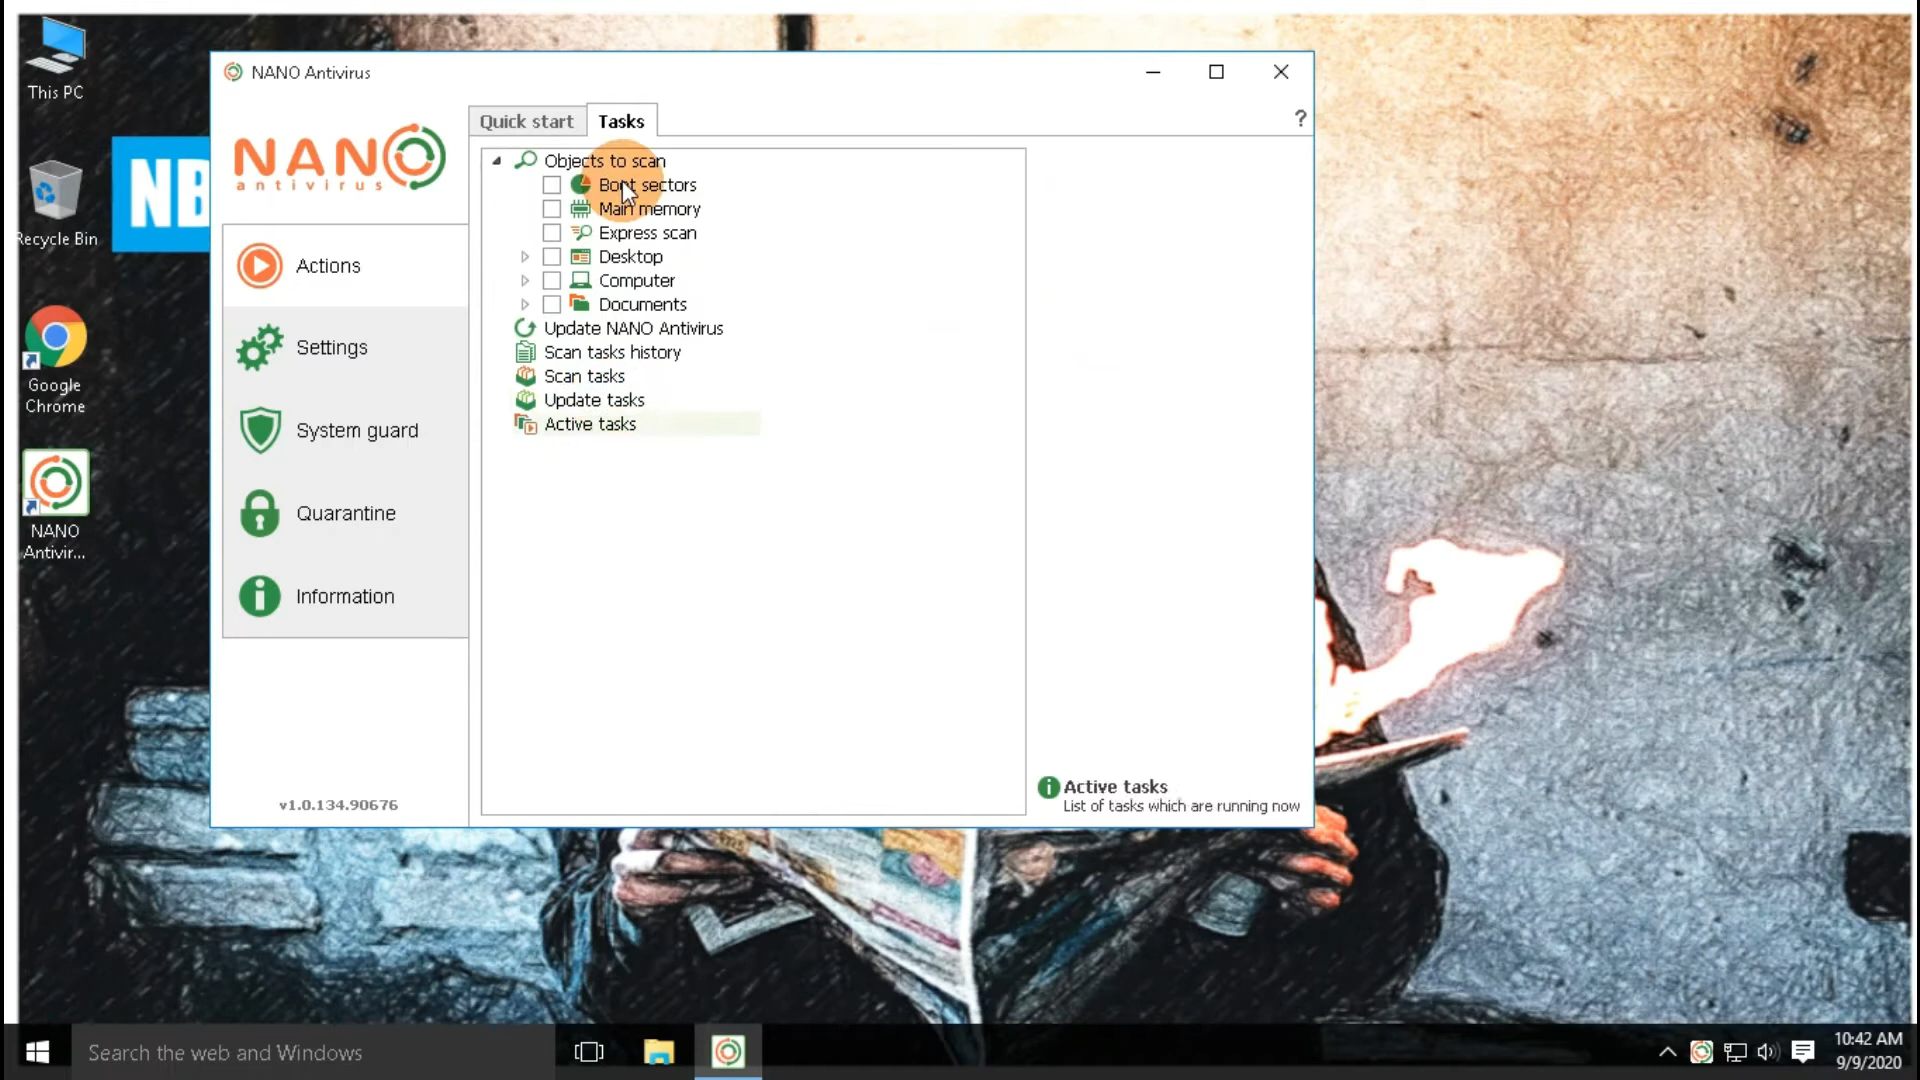 This PC
Recycle Bin
Google
Chrome
NANO
Antivir...
NB
NANO Antivirus
NANO
antivirus
Actions
Settings
System guard
Quarantine
Information
v1.0.134.90676
Quick start
Tasks
?
Objects to scan
Boot sectors
Main memory
Express scan
Desktop
Computer
Documents
Update NANO Antivirus
Scan tasks history
Scan tasks
Update tasks
Active tasks
Active tasks
List of tasks which are running now
Search the web and Windows
10:42 AM
9/9/2020